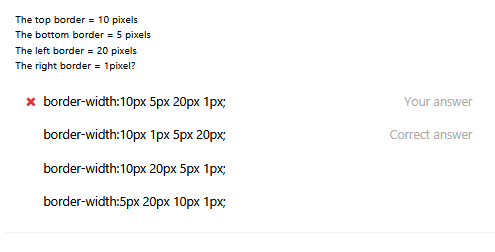 The top border = 10 pixels
The bottom border = 5 pixels
The left border = 20 pixels
The right border = 1pixel?
✖ border-width:10px 5px 20px 1px; Your answer
border-width:10px 1px 5px 20px; Correct answer
border-width:10px 20px 5px 1px;
border-width:5px 20px 10px 1px;